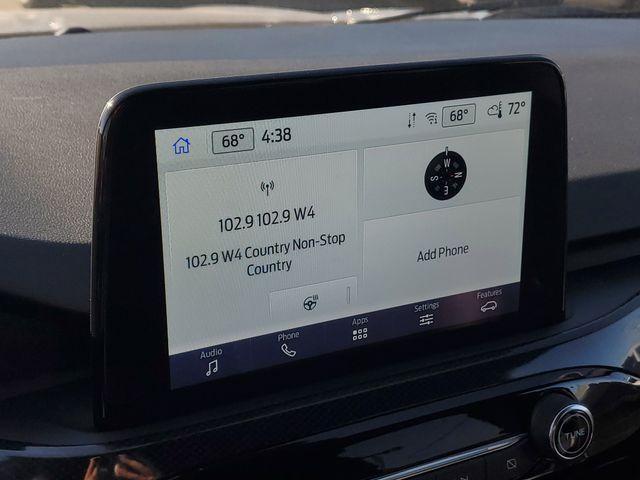 68° 4:38 68° 72°
102.9 102.9 W4
102.9 W4 Country Non-Stop
Country
W
S N
E
Add Phone
Audio Phone Apps Settings Features
TUNE